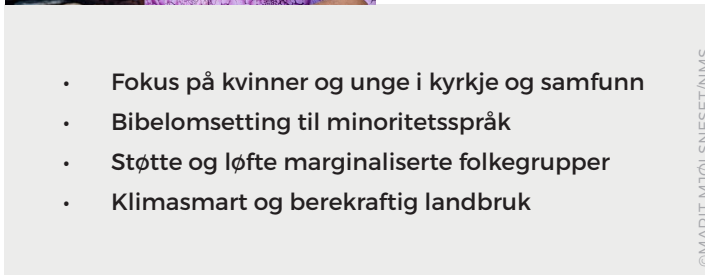 • Fokus på kvinner og unge i kyrkje og samfunn
• Bibelomsetting til minoritetsspråk
• Støtte og løfte marginaliserte folkegrupper
• Klimasmart og berekraftig landbruk
©MARIT MJØLSNESET/NMS